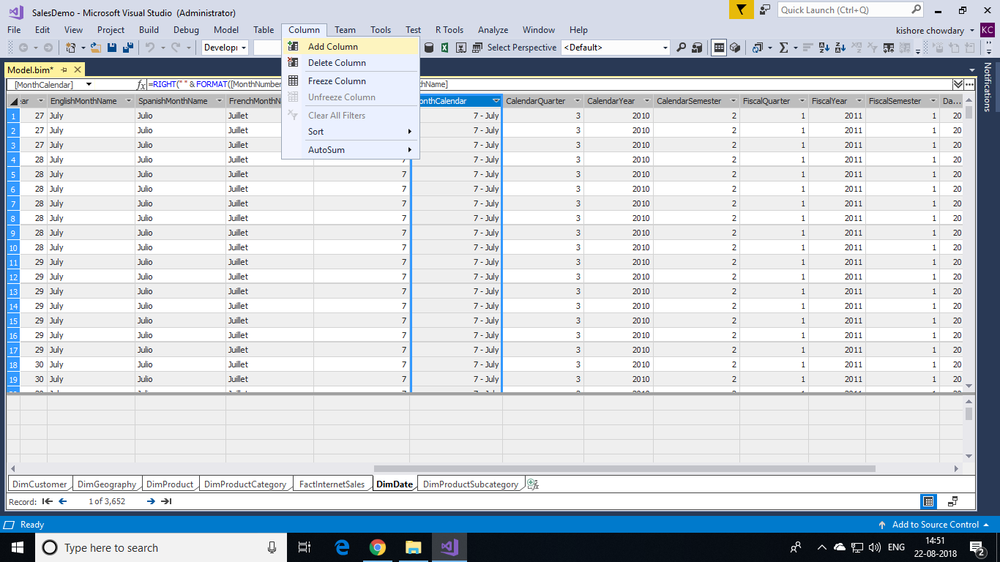 SalesDemo - Microsoft Visual Studio (Administrator)
Quick Launch (Ctrl+Q)
File Edit View Project Build Debug Model Table Column Team Tools Test R Tools Analyze Window Help
kishore chowdary KC
Develop Select Perspective <Default>
Add Column
Delete Column
Freeze Column
Unfreeze Column
Clear All Filters
Sort
AutoSum
Notifications
Model.bim*
[MonthCalendar] fx =RIGHT(" " & FORMAT([MonthNumber hName]
ear EnglishMonthName SpanishMonthName FrenchMonthN onthCalendar CalendarQuarter CalendarYear CalendarSemester FiscalQuarter FiscalYear FiscalSemester Da...
1 27 July Julio Juillet 7 - July 3 2010 2 1 2011 1 20
2 27 July Julio Juillet 7 - July 3 2010 2 1 2011 1 20
3 27 July Julio Juillet 7 - July 3 2010 2 1 2011 1 20
4 28 July Julio Juillet 7 7 - July 3 2010 2 1 2011 1 20
5 28 July Julio Juillet 7 7 - July 3 2010 2 1 2011 1 20
6 28 July Julio Juillet 7 7 - July 3 2010 2 1 2011 1 20
7 28 July Julio Juillet 7 7 - July 3 2010 2 1 2011 1 20
8 28 July Julio Juillet 7 7 - July 3 2010 2 1 2011 1 20
9 28 July Julio Juillet 7 7 - July 3 2010 2 1 2011 1 20
10 28 July Julio Juillet 7 7 - July 3 2010 2 1 2011 1 20
11 29 July Julio Juillet 7 7 - July 3 2010 2 1 2011 1 20
12 29 July Julio Juillet 7 7 - July 3 2010 2 1 2011 1 20
13 29 July Julio Juillet 7 7 - July 3 2010 2 1 2011 1 20
14 29 July Julio Juillet 7 7 - July 3 2010 2 1 2011 1 20
15 29 July Julio Juillet 7 7 - July 3 2010 2 1 2011 1 20
16 29 July Julio Juillet 7 7 - July 3 2010 2 1 2011 1 20
17 29 July Julio Juillet 7 7 - July 3 2010 2 1 2011 1 20
18 30 July Julio Juillet 7 7 - July 3 2010 2 1 2011 1 20
19 30 July Julio Juillet 7 7 - July 3 2010 2 1 2011 1 20
DimCustomer DimGeography DimProduct DimProductCategory FactInternetSales DimDate DimProductSubcategory
Record: 1 of 3,652
Ready Add to Source Control
Type here to search
ENG 14:51
22-08-2018
2